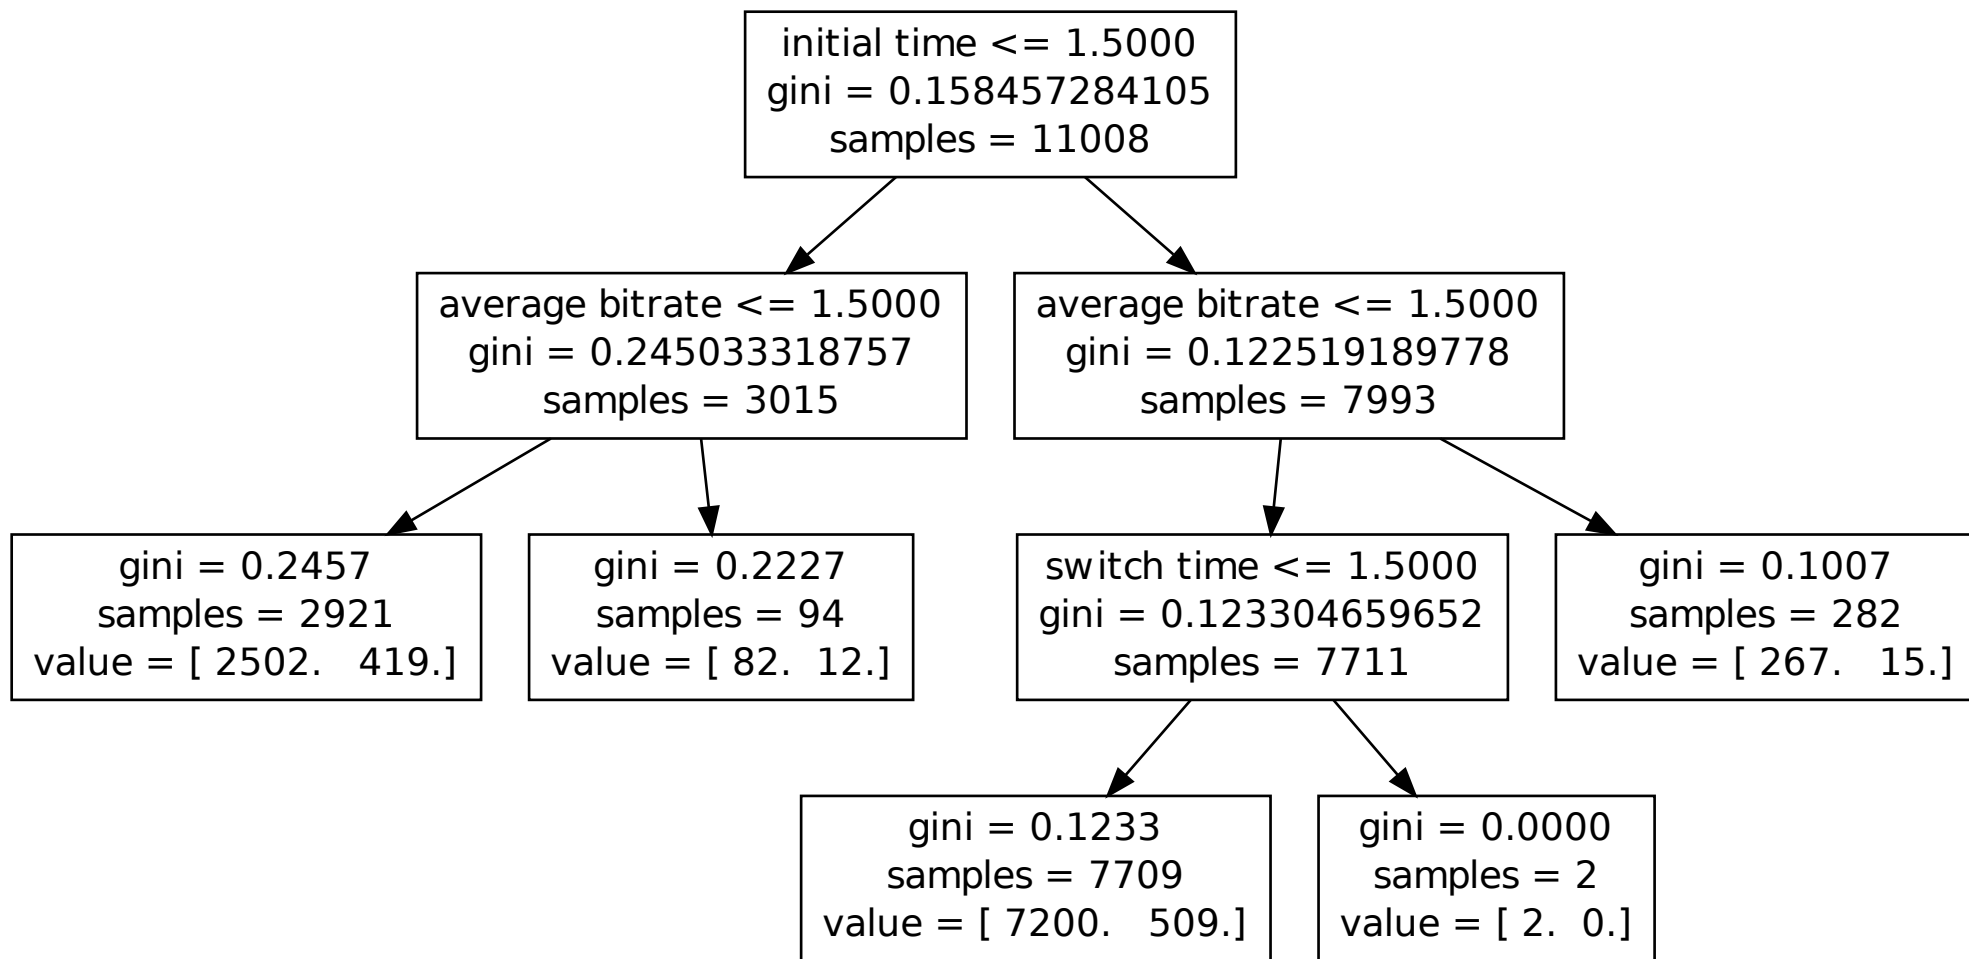 initial time <= 1.5000
gini = 0.158457284105
samples = 11008
average bitrate <= 1.5000
gini = 0.245033318757
samples = 3015
average bitrate <= 1.5000
gini = 0.122519189778
samples = 7993
gini = 0.2457
samples = 2921
value = [ 2502.   419.]
gini = 0.2227
samples = 94
value = [ 82.  12.]
switch time <= 1.5000
gini = 0.123304659652
samples = 7711
gini = 0.1007
samples = 282
value = [ 267.   15.]
gini = 0.1233
samples = 7709
value = [ 7200.   509.]
gini = 0.0000
samples = 2
value = [ 2.  0.]